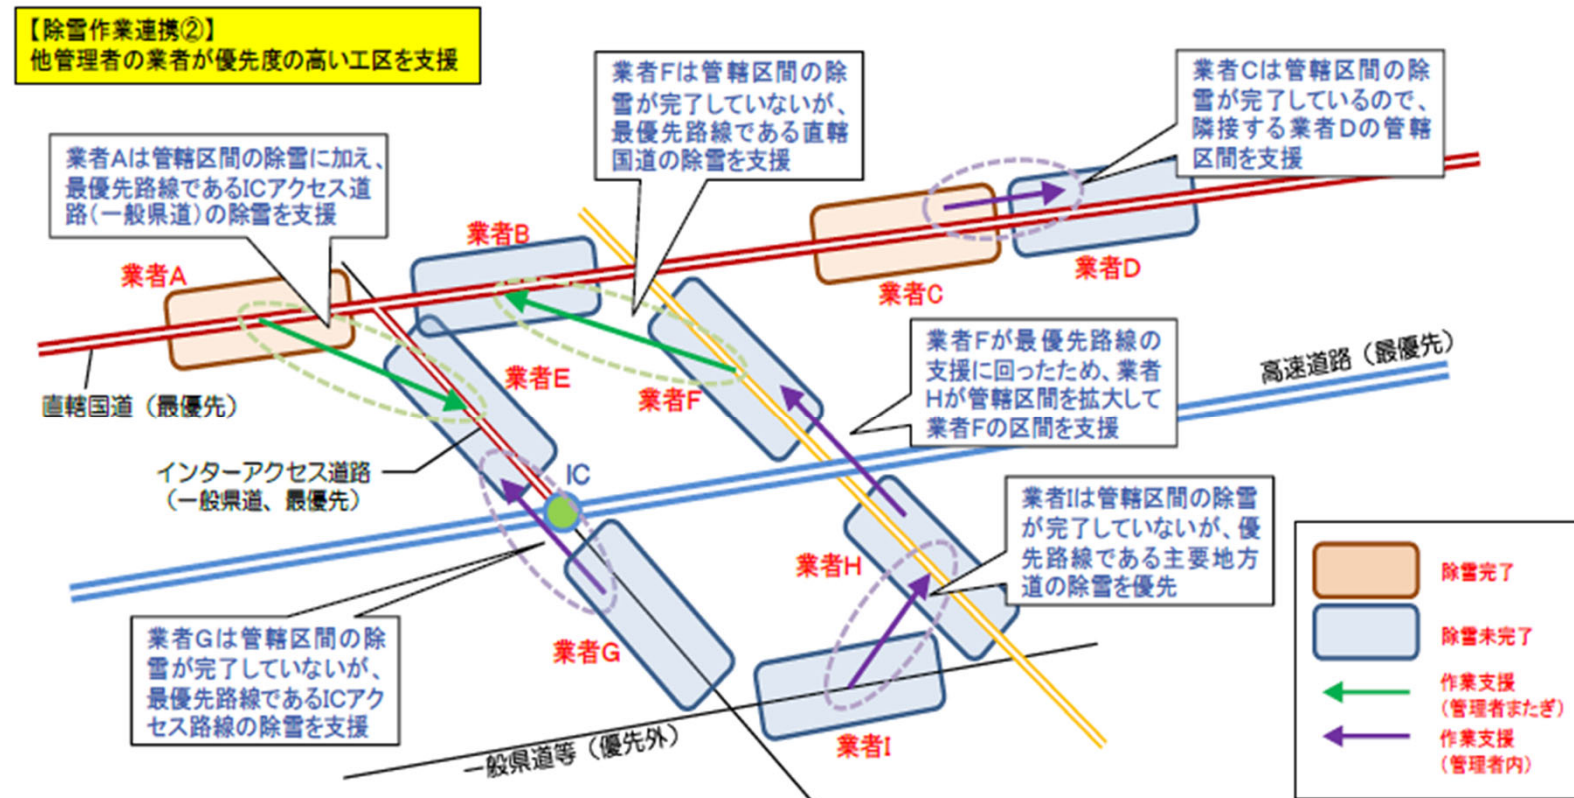 【除雪作業連携②】
他管理者の業者が優先度の高い工区を支援
業者Aは管轄区間の除雪に加え、
最優先路線であるICアクセス道
路(一般県道)の除雪を支援
業者Fは管轄区間の除
雪が完了していないが、
最優先路線である直轄
国道の除雪を支援
業者Cは管轄区間の除
雪が完了しているので、
隣接する業者Dの管轄
区間を支援
業者A
業者B
業者C
業者D
直轄国道(最優先)
業者E
業者F
業者Fが最優先路線の
支援に回ったため、業者
Hが管轄区間を拡大して
業者Fの区間を支援
高速道路(最優先)
インターアクセス道路
(一般県道、最優先)
IC
業者Iは管轄区間の除雪
が完了していないが、優
先路線である主要地方
道の除雪を優先
業者H
業者G
業者Gは管轄区間の除
雪が完了していないが、
最優先路線であるICアク
セス路線の除雪を支援
業者I
一般県道等(優先外)
除雪完了
除雪未完了
作業支援
(管理者またぎ)
作業支援
(管理者内)